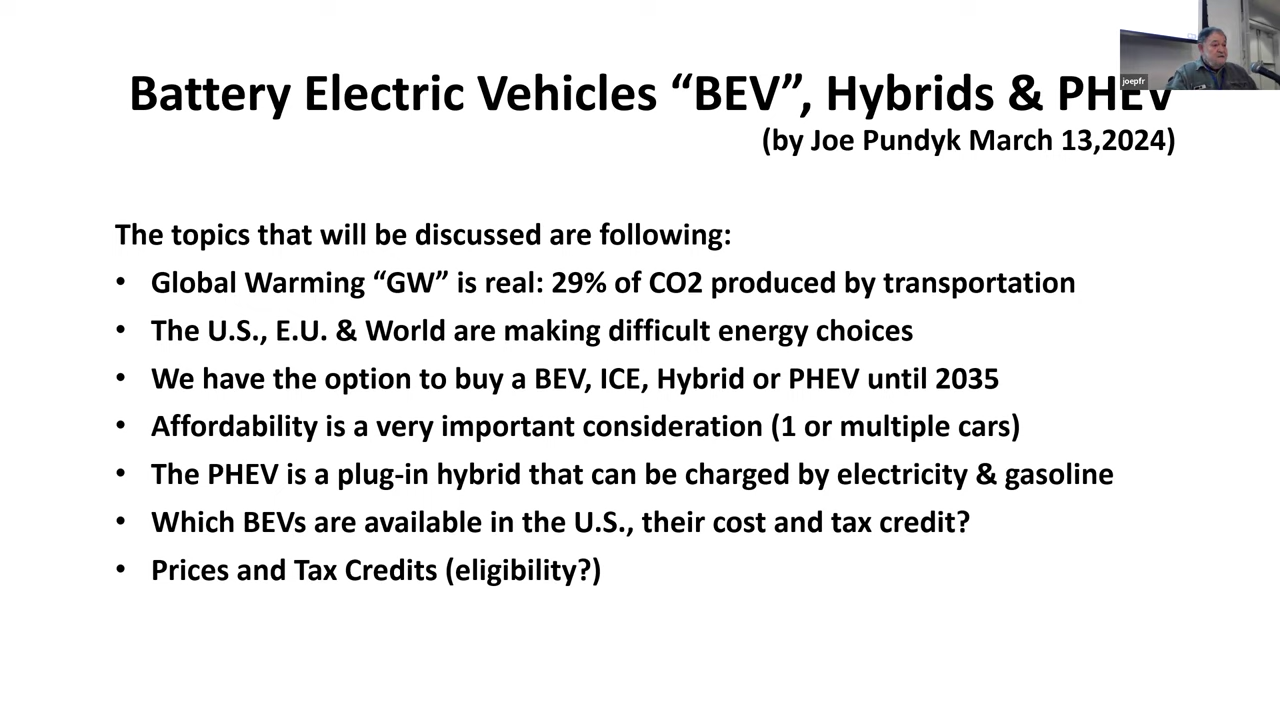 Battery Electric Vehicles “BEV”, Hybrids & PHEV
(by Joe Pundyk March 13,2024)
joepfr
The topics that will be discussed are following:
• Global Warming “GW” is real: 29% of CO2 produced by transportation
• The U.S., E.U. & World are making difficult energy choices
• We have the option to buy a BEV, ICE, Hybrid or PHEV until 2035
• Affordability is a very important consideration (1 or multiple cars)
• The PHEV is a plug-in hybrid that can be charged by electricity & gasoline
• Which BEVs are available in the U.S., their cost and tax credit?
• Prices and Tax Credits (eligibility?)